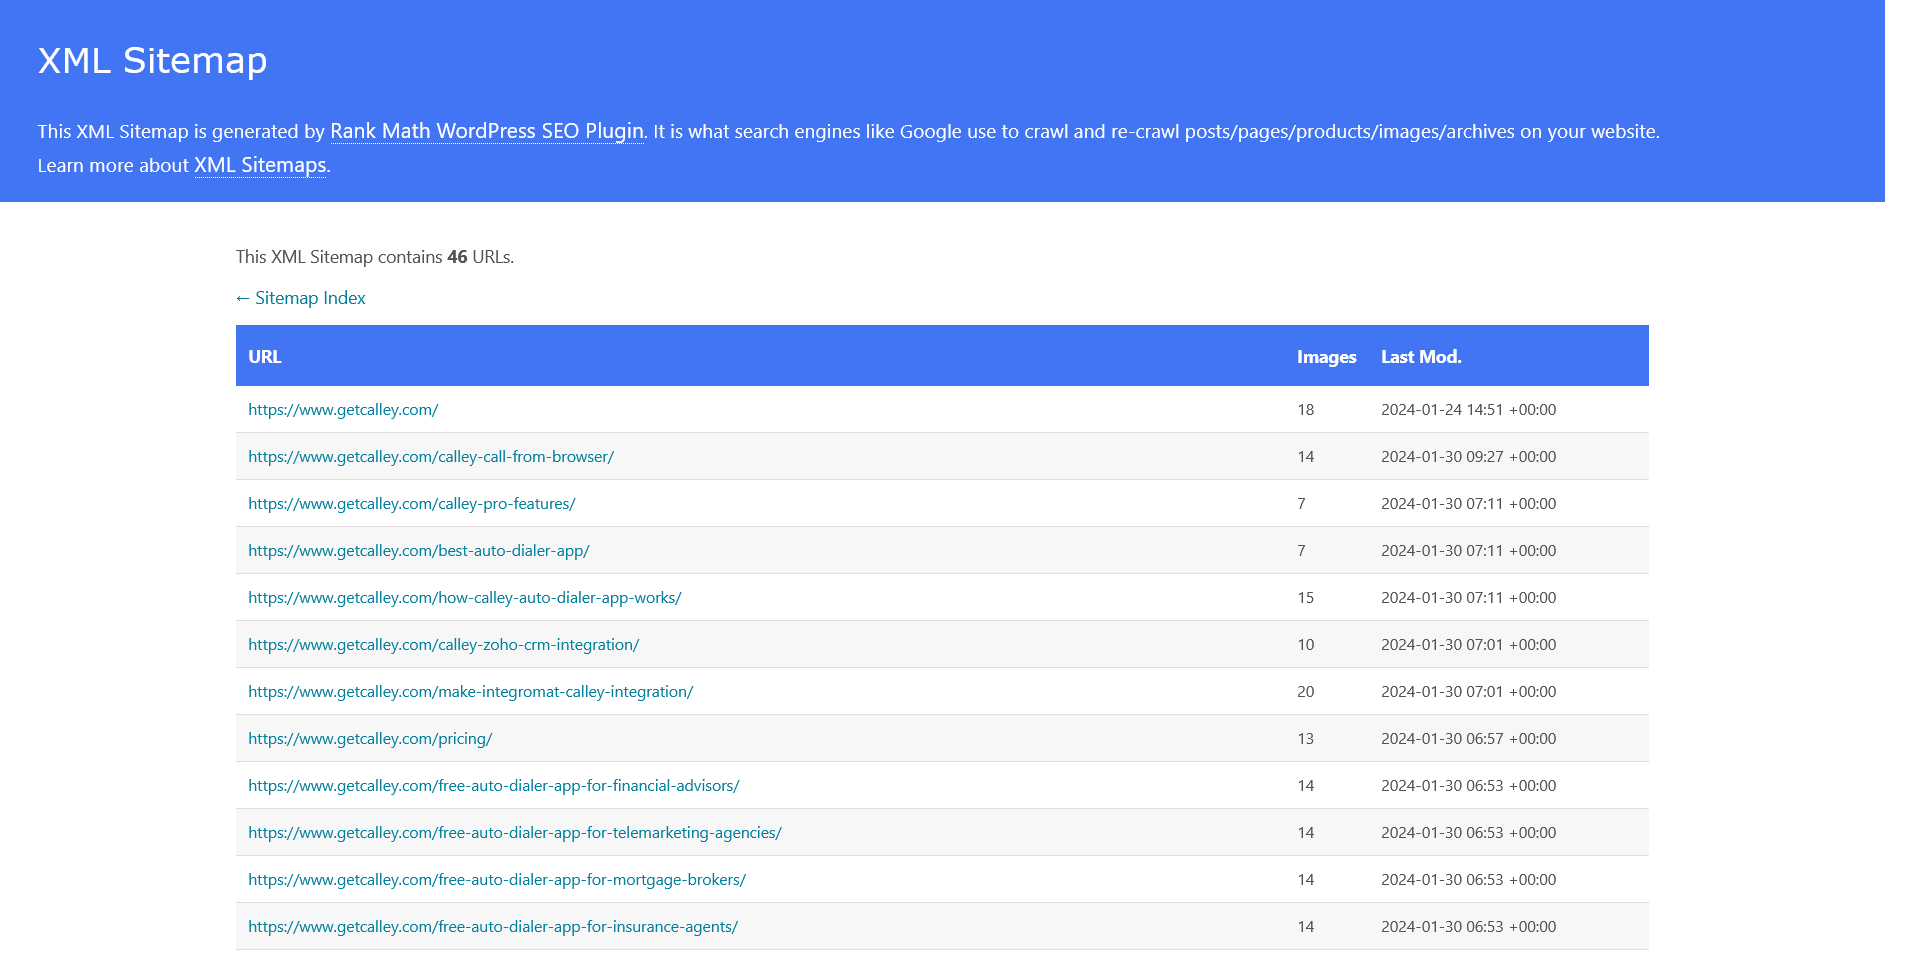 XML Sitemap
This XML Sitemap is generated by Rank Math WordPress SEO Plugin. It is what search engines like Google use to crawl and re-crawl posts/pages/products/images/archives on your website.
Learn more about XML Sitemaps.
This XML Sitemap contains 46 URLs.
← Sitemap Index
URL Images Last Mod.
https://www.getcalley.com/ 18 2024-01-24 14:51 +00:00
https://www.getcalley.com/calley-call-from-browser/ 14 2024-01-30 09:27 +00:00
https://www.getcalley.com/calley-pro-features/ 7 2024-01-30 07:11 +00:00
https://www.getcalley.com/best-auto-dialer-app/ 7 2024-01-30 07:11 +00:00
https://www.getcalley.com/how-calley-auto-dialer-app-works/ 15 2024-01-30 07:11 +00:00
https://www.getcalley.com/calley-zoho-crm-integration/ 10 2024-01-30 07:01 +00:00
https://www.getcalley.com/make-integromat-calley-integration/ 20 2024-01-30 07:01 +00:00
https://www.getcalley.com/pricing/ 13 2024-01-30 06:57 +00:00
https://www.getcalley.com/free-auto-dialer-app-for-financial-advisors/ 14 2024-01-30 06:53 +00:00
https://www.getcalley.com/free-auto-dialer-app-for-telemarketing-agencies/ 14 2024-01-30 06:53 +00:00
https://www.getcalley.com/free-auto-dialer-app-for-mortgage-brokers/ 14 2024-01-30 06:53 +00:00
https://www.getcalley.com/free-auto-dialer-app-for-insurance-agents/ 14 2024-01-30 06:53 +00:00